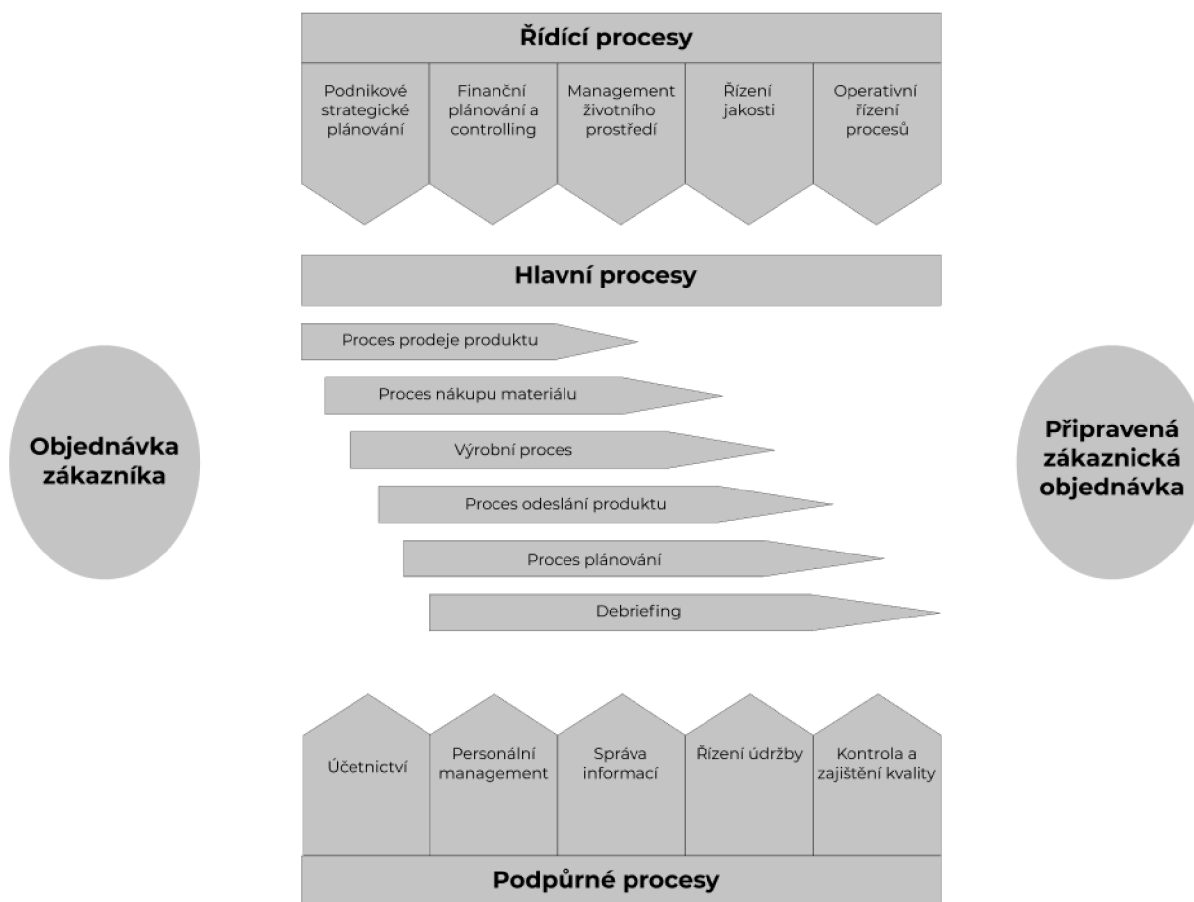 Řídící procesy
Podnikové
strategické
plánování
Finanční
plánování a
controlling
Management
životního
prostředí
Řízení
jakosti
Operativní
řízení
procesů
Hlavní procesy
Proces prodeje produktu
Proces nákupu materiálu
Výrobní proces
Proces odeslání produktu
Proces plánování
Debriefing
Objednávka
zákazníka
Připravená
zákaznická
objednávka
Účetnictví
Personální
management
Správa
informací
Řízení údržby
Kontrola a
zajištění kvality
Podpůrné procesy